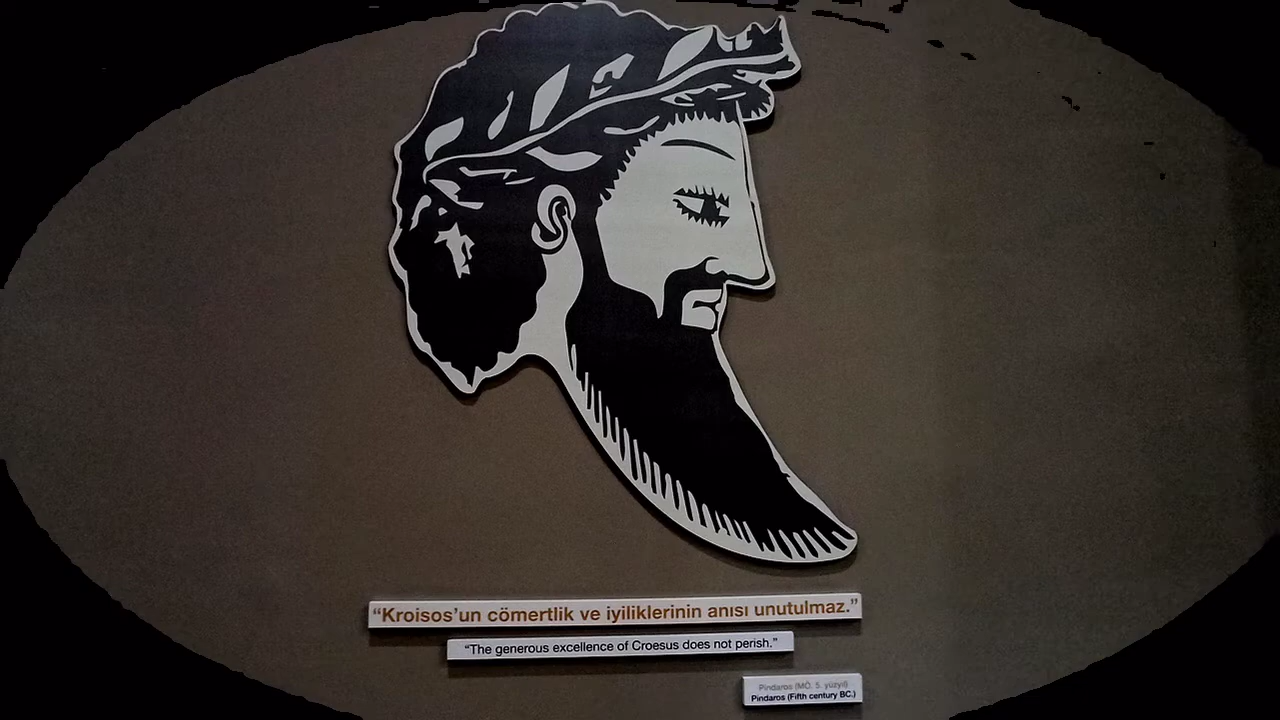 “Kroisos’un cömertlik ve iyiliklerinin anısı unutulmaz.”
“The generous excellence of Croesus does not perish.”
Pindaros (MÖ. 5. yüzyıl)
Pindaros (Fifth century BC.)